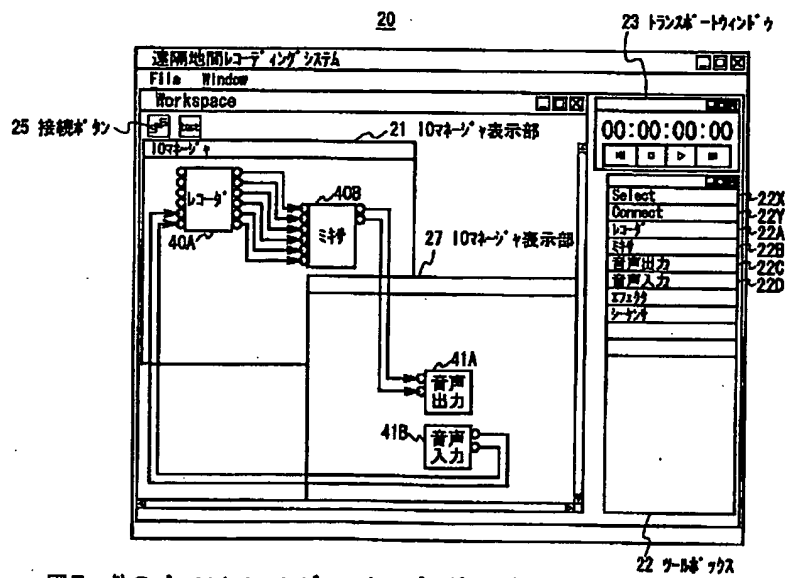 20
23 トランスポートウィンドウ
遠隔地間レコーディングシステム
File Window
Workspace
25 接続ボタン
21 IOマネージャ表示部
00:00:00:00
IOマネージャ
Select 22X
Connect 22Y
レコーダ 22A
ミキサ 22B
音声出力 22C
音声入力 22D
エフェクタ
シーケンサ
レコーダ
40A
40B
ミキサ
27 IOマネージャ表示部
41A
音声
出力
41B
音声
入力
22 ツールボックス